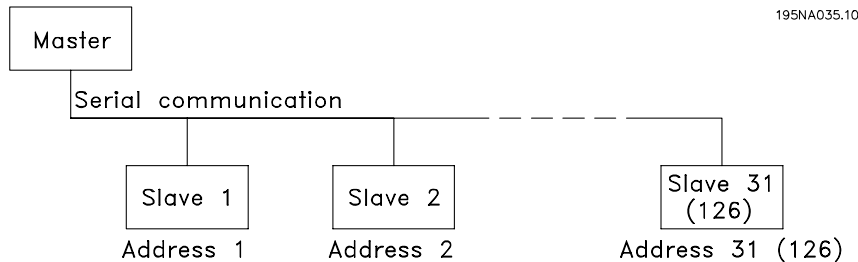 195NA035.10
Master
Serial communication
Slave 1
Slave 2
Slave 31
(126)
Address 1
Address 2
Address 31 (126)